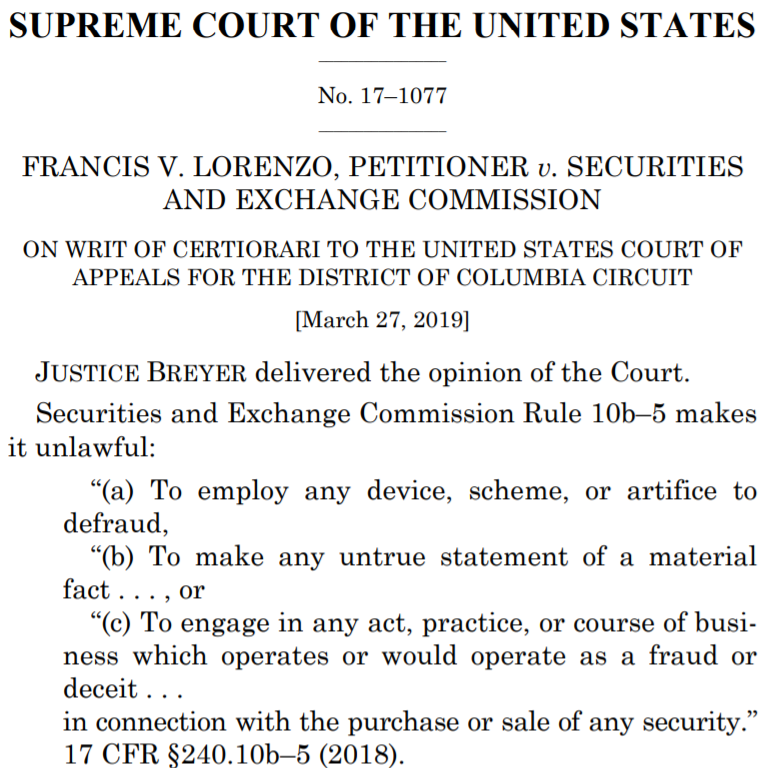 SUPREME COURT OF THE UNITED STATES
No. 17–1077
FRANCIS V. LORENZO, PETITIONER v. SECURITIES
AND EXCHANGE COMMISSION
ON WRIT OF CERTIORARI TO THE UNITED STATES COURT OF
APPEALS FOR THE DISTRICT OF COLUMBIA CIRCUIT
[March 27, 2019]
JUSTICE BREYER delivered the opinion of the Court.
Securities and Exchange Commission Rule 10b–5 makes
it unlawful:
“(a) To employ any device, scheme, or artifice to
defraud,
“(b) To make any untrue statement of a material
fact . . . , or
“(c) To engage in any act, practice, or course of busi-
ness which operates or would operate as a fraud or
deceit . . .
in connection with the purchase or sale of any security.”
17 CFR §240.10b–5 (2018).